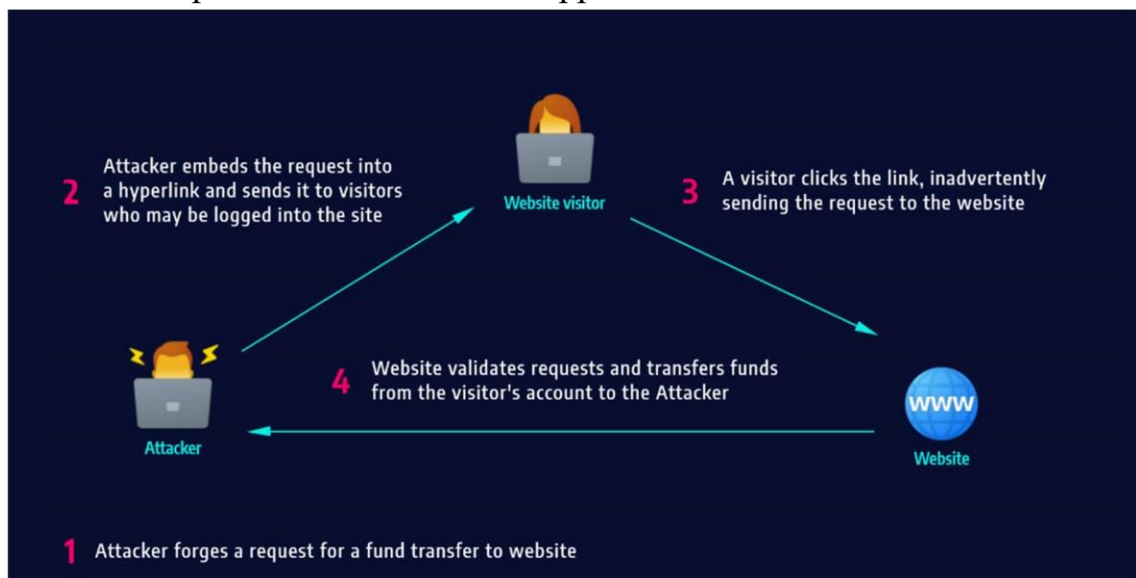 Website visitor
2
Attacker embeds the request into
a hyperlink and sends it to visitors
who may be logged into the site
3
A visitor clicks the link, inadvertently
sending the request to the website
4
Website validates requests and transfers funds
from the visitor's account to the Attacker
Attacker
www
Website
1 Attacker forges a request for a fund transfer to website